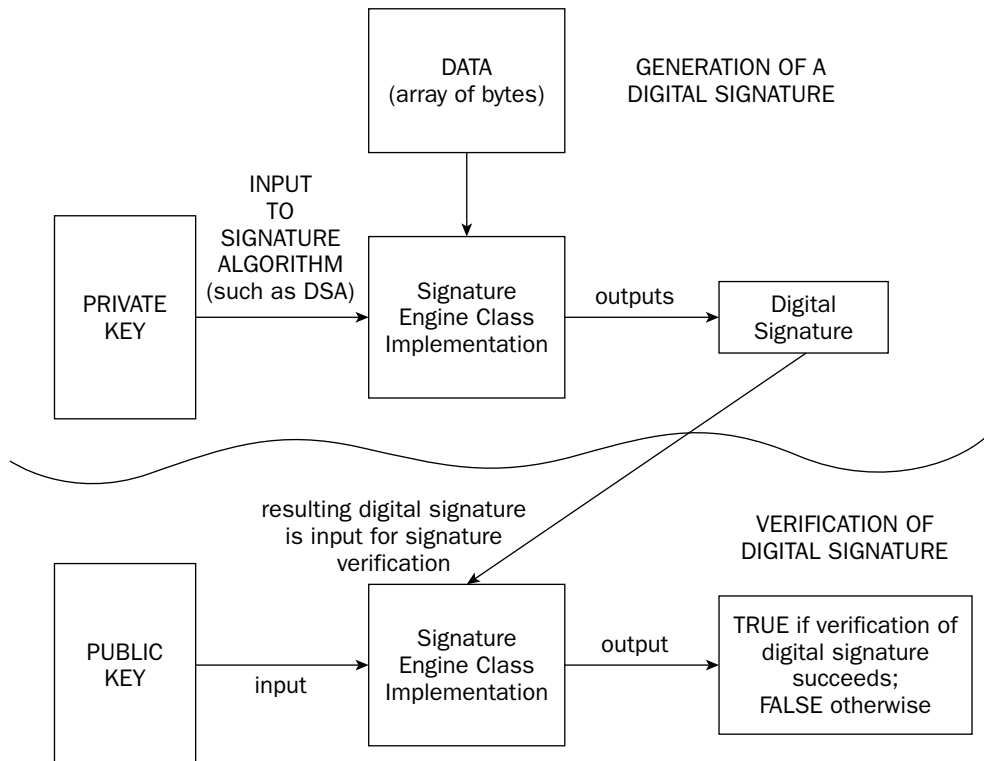 DATA
(array of bytes)
GENERATION OF A
DIGITAL SIGNATURE
INPUT
TO
SIGNATURE
ALGORITHM
(such as DSA)
PRIVATE
KEY
Signature
Engine Class
Implementation
outputs
Digital
Signature
resulting digital signature
is input for signature
verification
VERIFICATION OF
DIGITAL SIGNATURE
PUBLIC
KEY
input
Signature
Engine Class
Implementation
output
TRUE if verification of
digital signature
succeeds;
FALSE otherwise